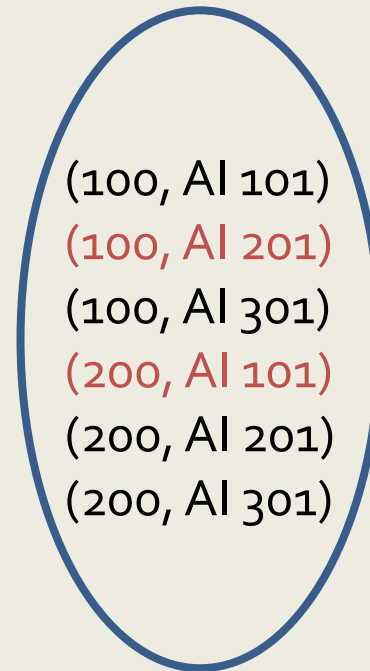 (100, AI 101)
(100, AI 201)
(100, AI 301)
(200, AI 101)
(200, AI 201)
(200, AI 301)